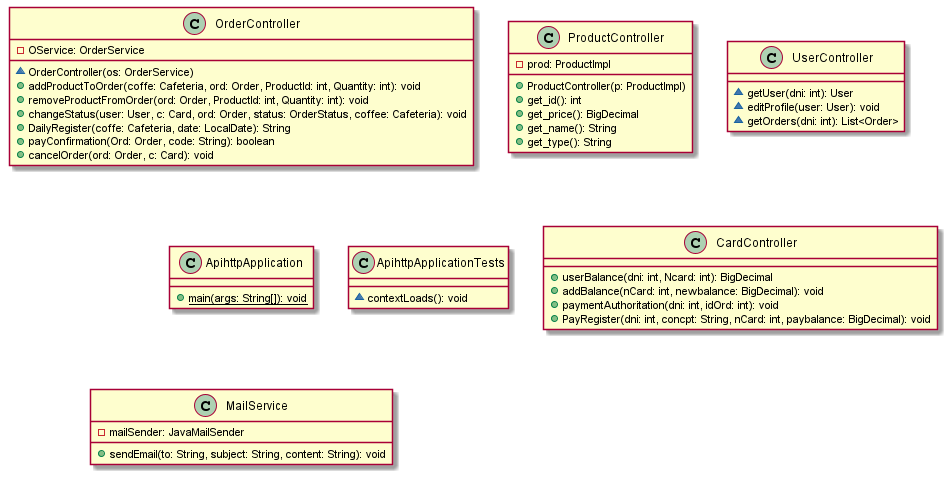 C OrderController
OService: OrderService
OrderController(os: OrderService)
addProductToOrder(coffe: Cafeteria, ord: Order, ProductId: int, Quantity: int): void
removeProductFromOrder(ord: Order, ProductId: int, Quantity: int): void
changeStatus(user: User, c: Card, ord: Order, status: OrderStatus, coffee: Cafeteria): void
DailyRegister(coffe: Cafeteria, date: LocalDate): String
payConfirmation(Ord: Order, code: String): boolean
cancelOrder(ord: Order, c: Card): void
C ProductController
prod: ProductImpl
ProductController(p: ProductImpl)
get_id(): int
get_price(): BigDecimal
get_name(): String
get_type(): String
C UserController
getUser(dni: int): User
editProfile(user: User): void
getOrders(dni: int): List<Order>
C ApihttpApplication
main(args: String[]): void
C ApihttpApplicationTests
contextLoads(): void
C CardController
userBalance(dni: int, Ncard: int): BigDecimal
addBalance(nCard: int, newbalance: BigDecimal): void
paymentAuthoritation(dni: int, idOrd: int): void
PayRegister(dni: int, concpt: String, nCard: int, paybalance: BigDecimal): void
C MailService
mailSender: JavaMailSender
sendEmail(to: String, subject: String, content: String): void